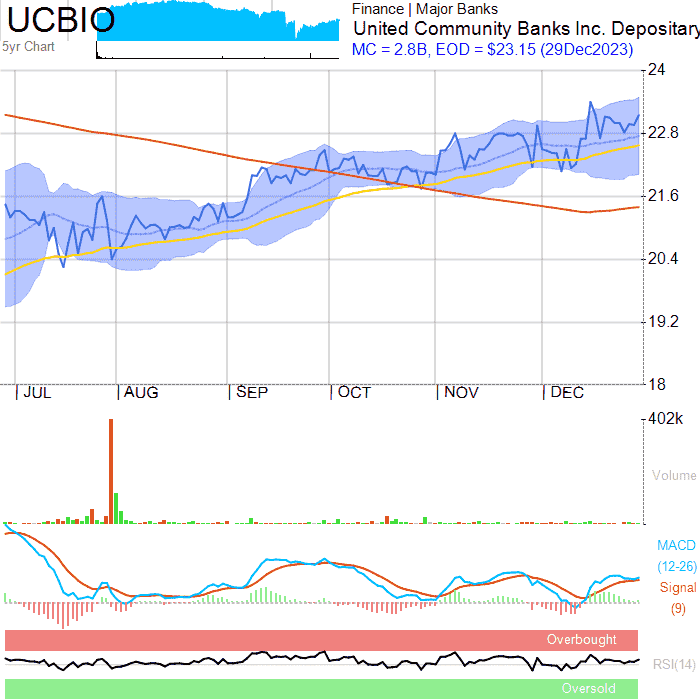 UCBIO
5yr Chart
Finance | Major Banks
United Community Banks Inc. Depositary
MC = 2.8B, EOD = $23.15 (29Dec2023)
24
22.8
21.6
20.4
19.2
18
JUL AUG SEP OCT NOV DEC
402k
Volume
MACD
(12-26)
Signal
(9)
Overbought
RSI(14)
Oversold